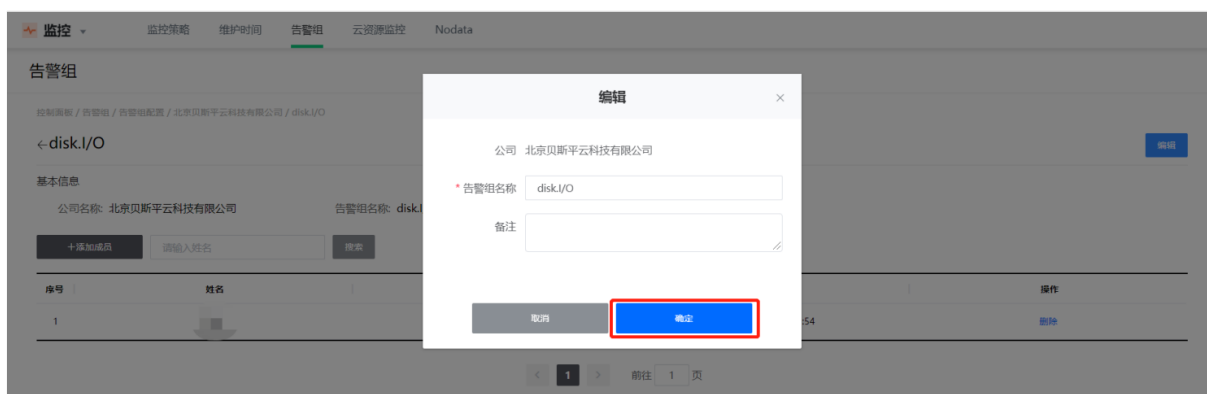 监控 监控策略 维护时间 告警组 云资源监控 Nodata
告警组
控制面板 / 告警组 / 告警组配置 / 北京贝斯平云科技有限公司 / disk.I/O
←disk.I/O 编辑
基本信息
公司名称: 北京贝斯平云科技有限公司 告警组名称: disk.I
＋添加成员 请输入姓名 搜索
序号 姓名 操作
1 :54 删除
< 1 > 前往 1 页
编辑 ×
公司 北京贝斯平云科技有限公司
* 告警组名称 disk.I/O
备注
取消 确定